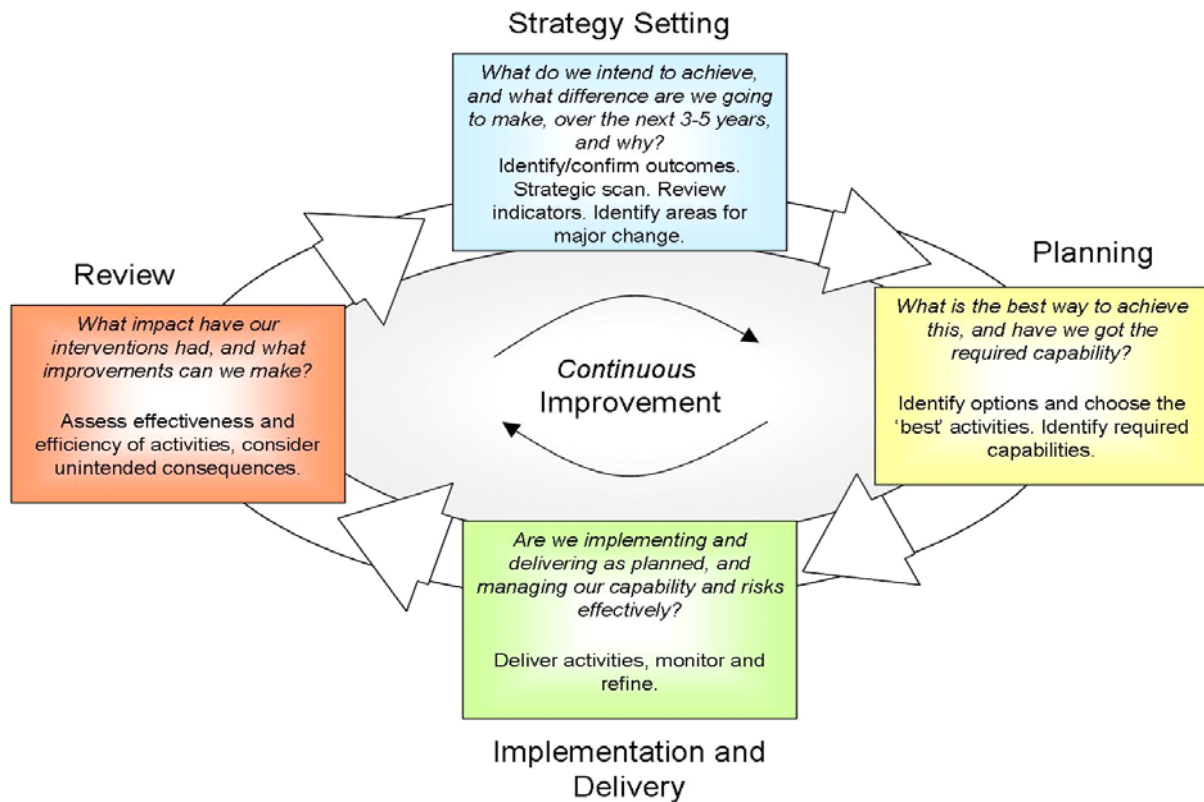 Strategy Setting
What do we intend to achieve,
and what difference are we going
to make, over the next 3-5 years,
and why?
Identify/confirm outcomes.
Strategic scan. Review
indicators. Identify areas for
major change.
Planning
What is the best way to achieve
this, and have we got the
required capability?
Identify options and choose the
'best' activities. Identify required
capabilities.
Review
What impact have our
interventions had, and what
improvements can we make?
Assess effectiveness and
efficiency of activities, consider
unintended consequences.
Continuous
Improvement
Are we implementing and
delivering as planned, and
managing our capability and risks
effectively?
Deliver activities, monitor and
refine.
Implementation and
Delivery